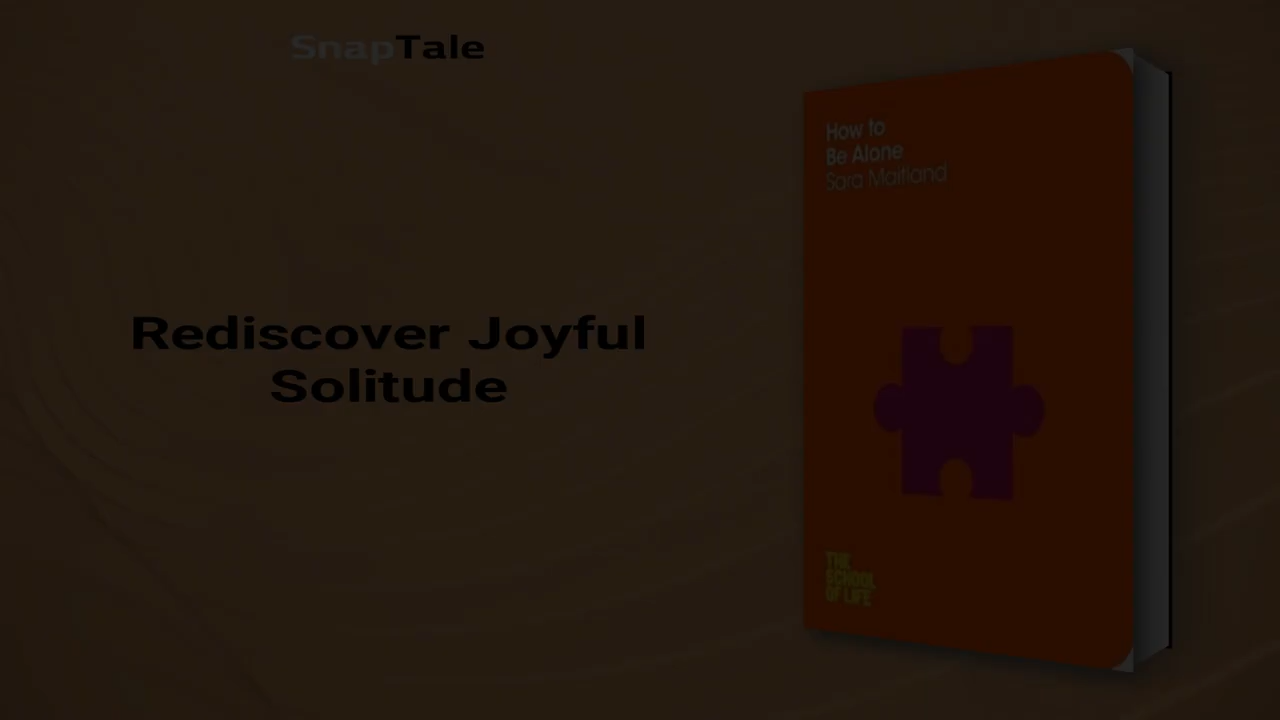 SnapTale
Rediscover Joyful
Solitude
How to
Be Alone
Sara Maitland
THE
SCHOOL
OF LIFE